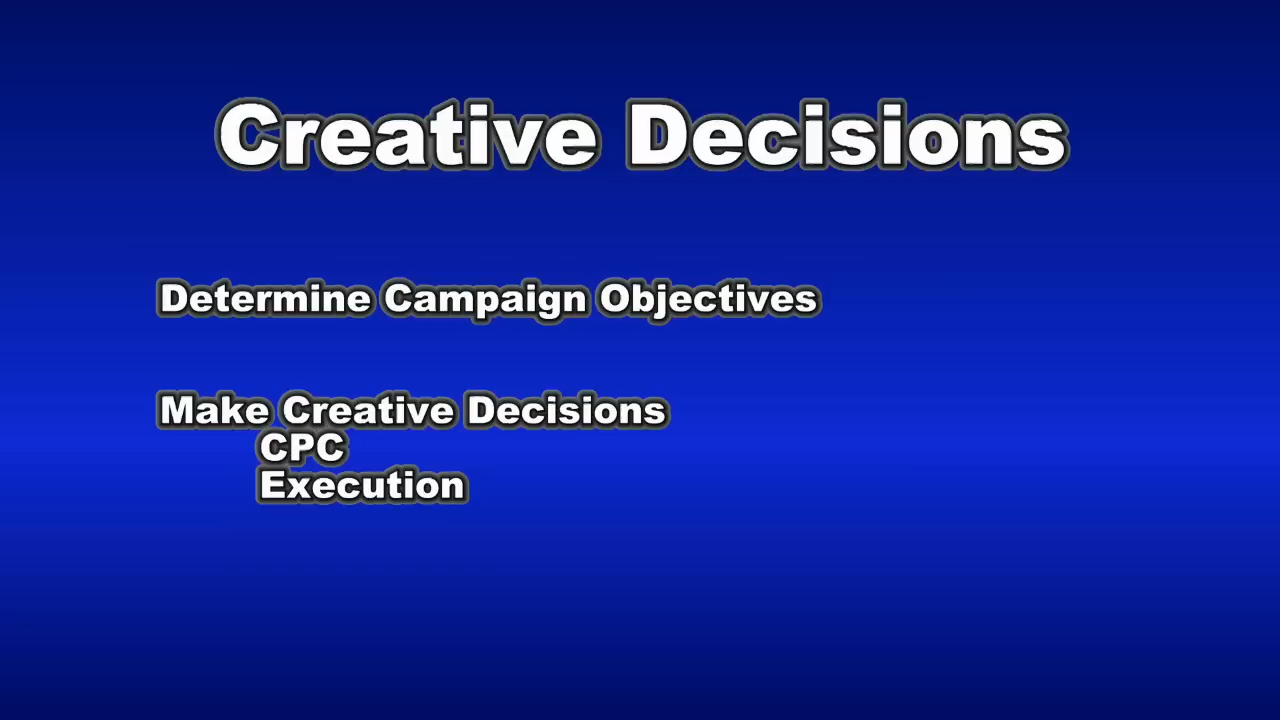 Creative Decisions
Determine Campaign Objectives
Make Creative Decisions
CPC
Execution